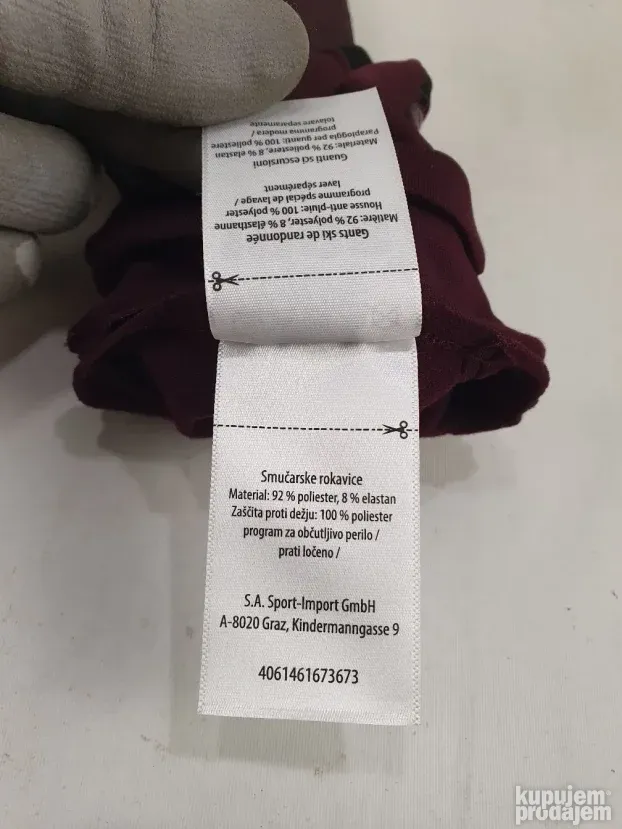 Gants ski de randonnée
Matière: 92 % polyester, 8 % élasthanne
Housse anti-pluie: 100 % polyester
programme spécial de lavage /
laver séparément
Guanti sci escursioni
Materiale: 92 % poliestere, 8 % elastan
Parapioggia per guanti: 100 % poliestere
programma modera /
tolavare separamente
Smučarske rokavice
Material: 92 % poliester, 8 % elastan
Zaščita proti dežju: 100 % poliester
program za občutljivo perilo /
prati ločeno /
S.A. Sport-Import GmbH
A-8020 Graz, Kindermanngasse 9
4061461673673
kupujem
prodajem